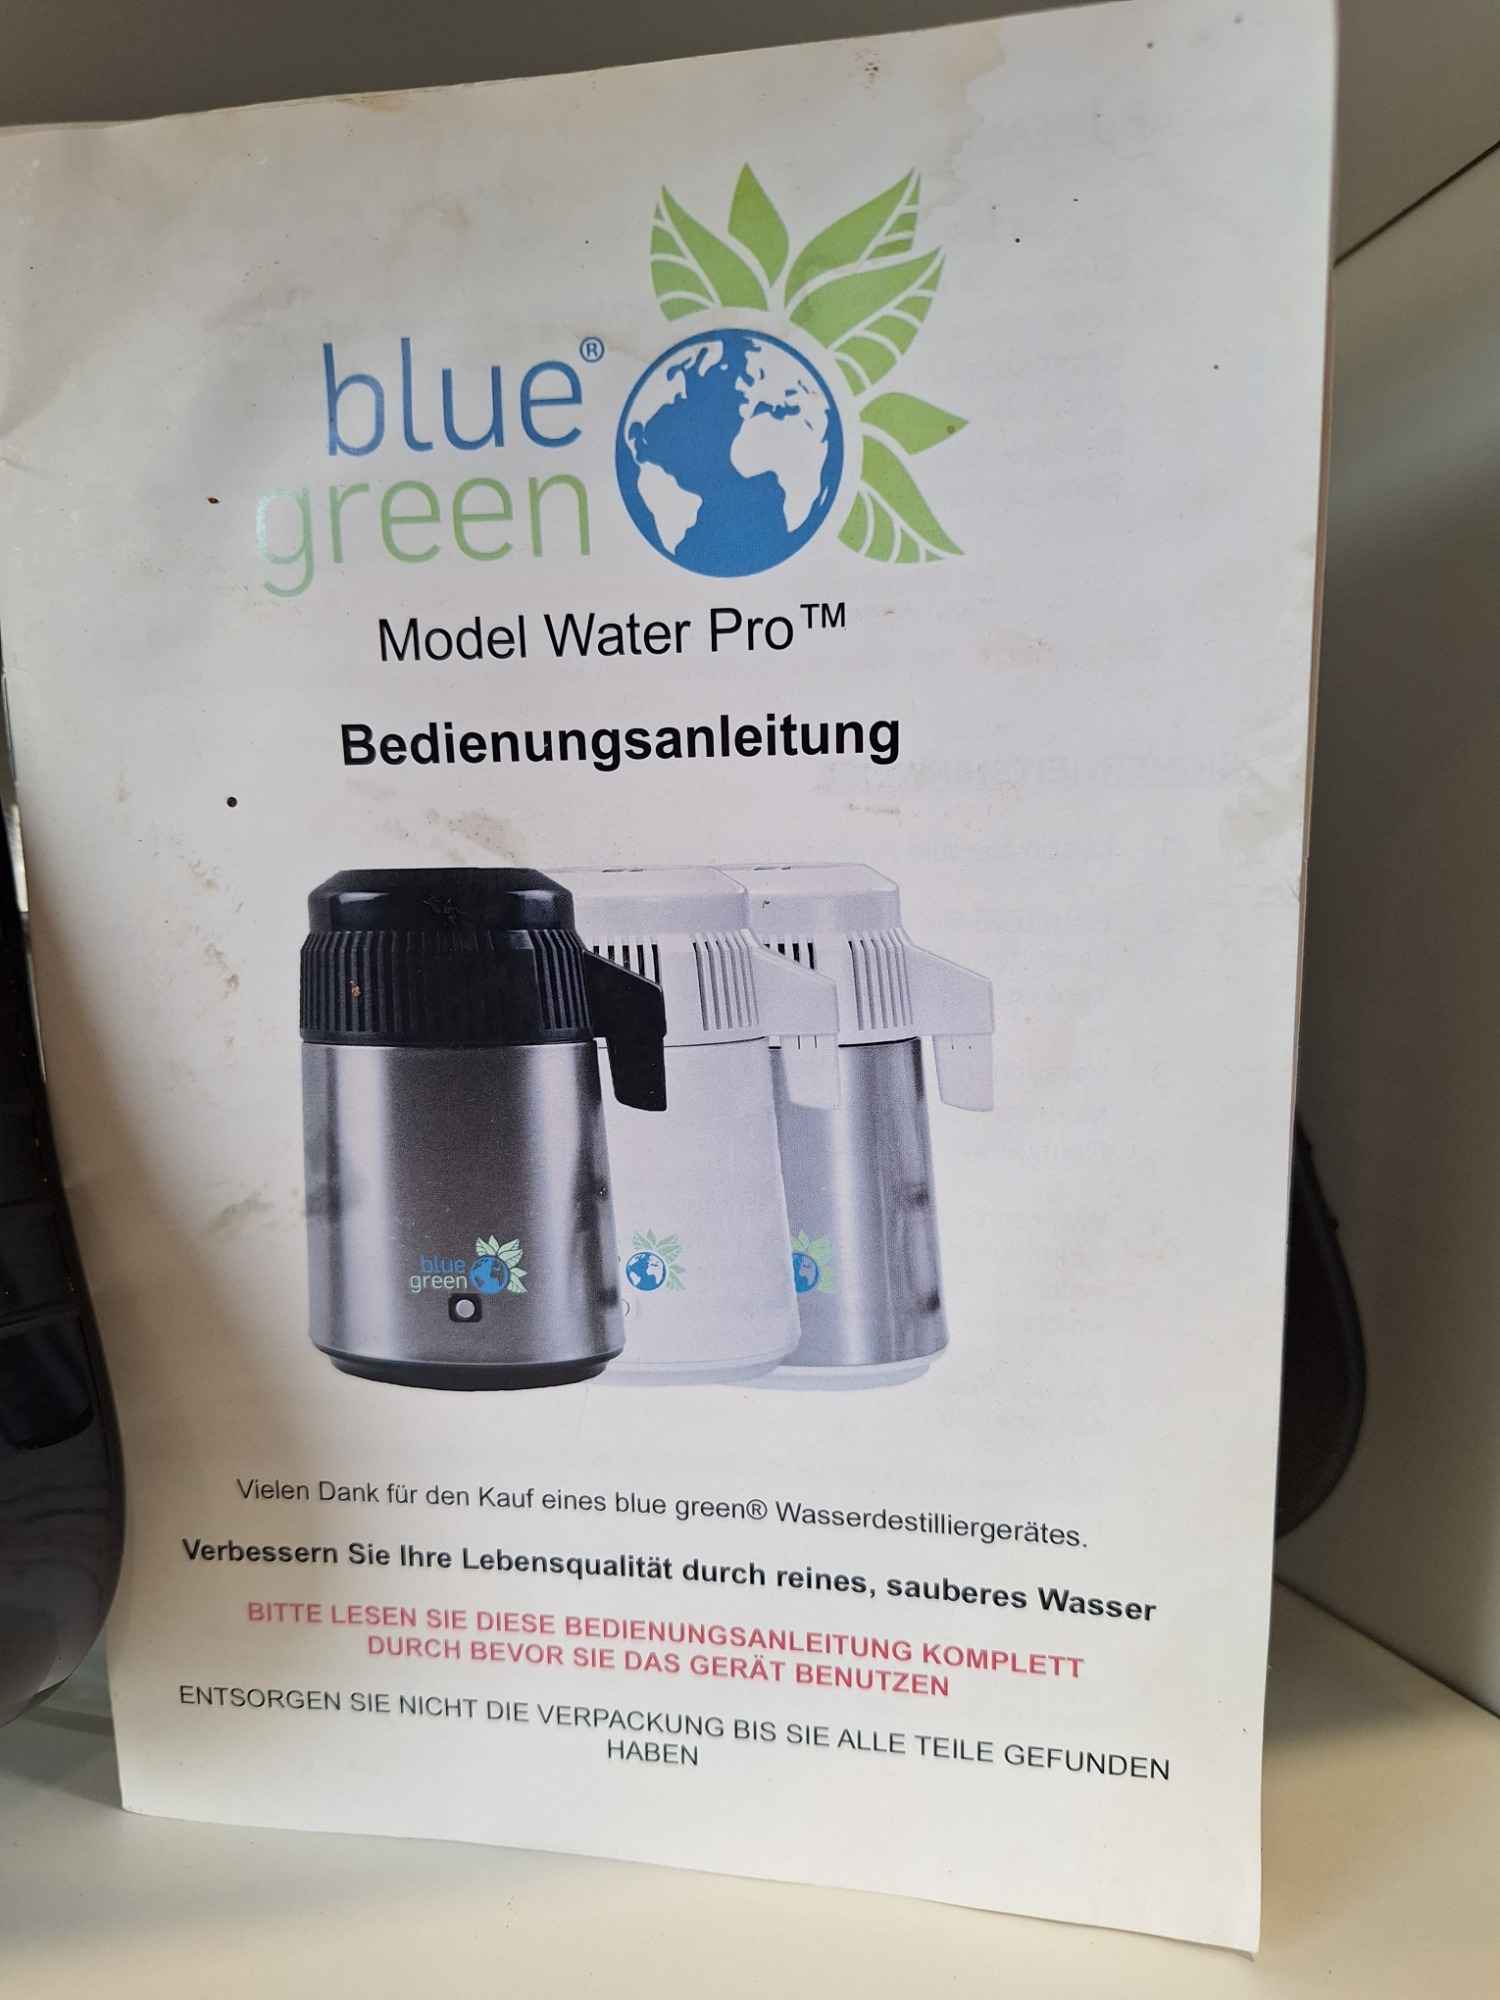 blue®
green
Model Water Pro™
Bedienungsanleitung
blue
green
Vielen Dank für den Kauf eines blue green® Wasserdestilliergerätes.
Verbessern Sie Ihre Lebensqualität durch reines, sauberes Wasser
BITTE LESEN SIE DIESE BEDIENUNGSANLEITUNG KOMPLETT
DURCH BEVOR SIE DAS GERÄT BENUTZEN
ENTSORGEN SIE NICHT DIE VERPACKUNG BIS SIE ALLE TEILE GEFUNDEN
HABEN